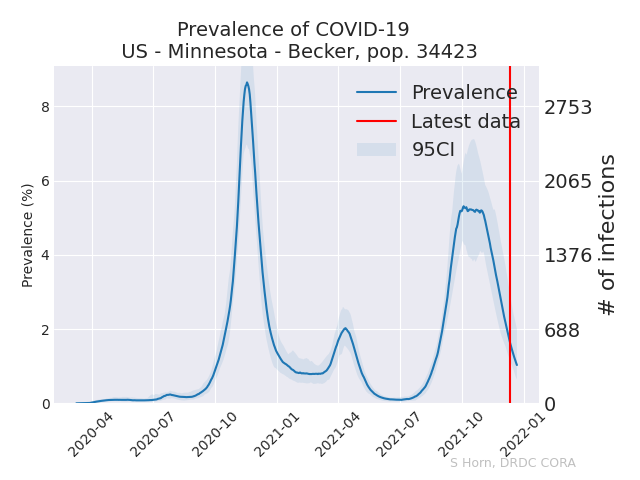 Prevalence of COVID-19
US - Minnesota - Becker, pop. 34423
Prevalence
Latest data
95CI
Prevalence (%)
8
6
4
2
0
2753
2065
1376
688
0
# of infections
2020-04
2020-07
2020-10
2021-01
2021-04
2021-07
2021-10
2022-01
S Horn, DRDC CORA